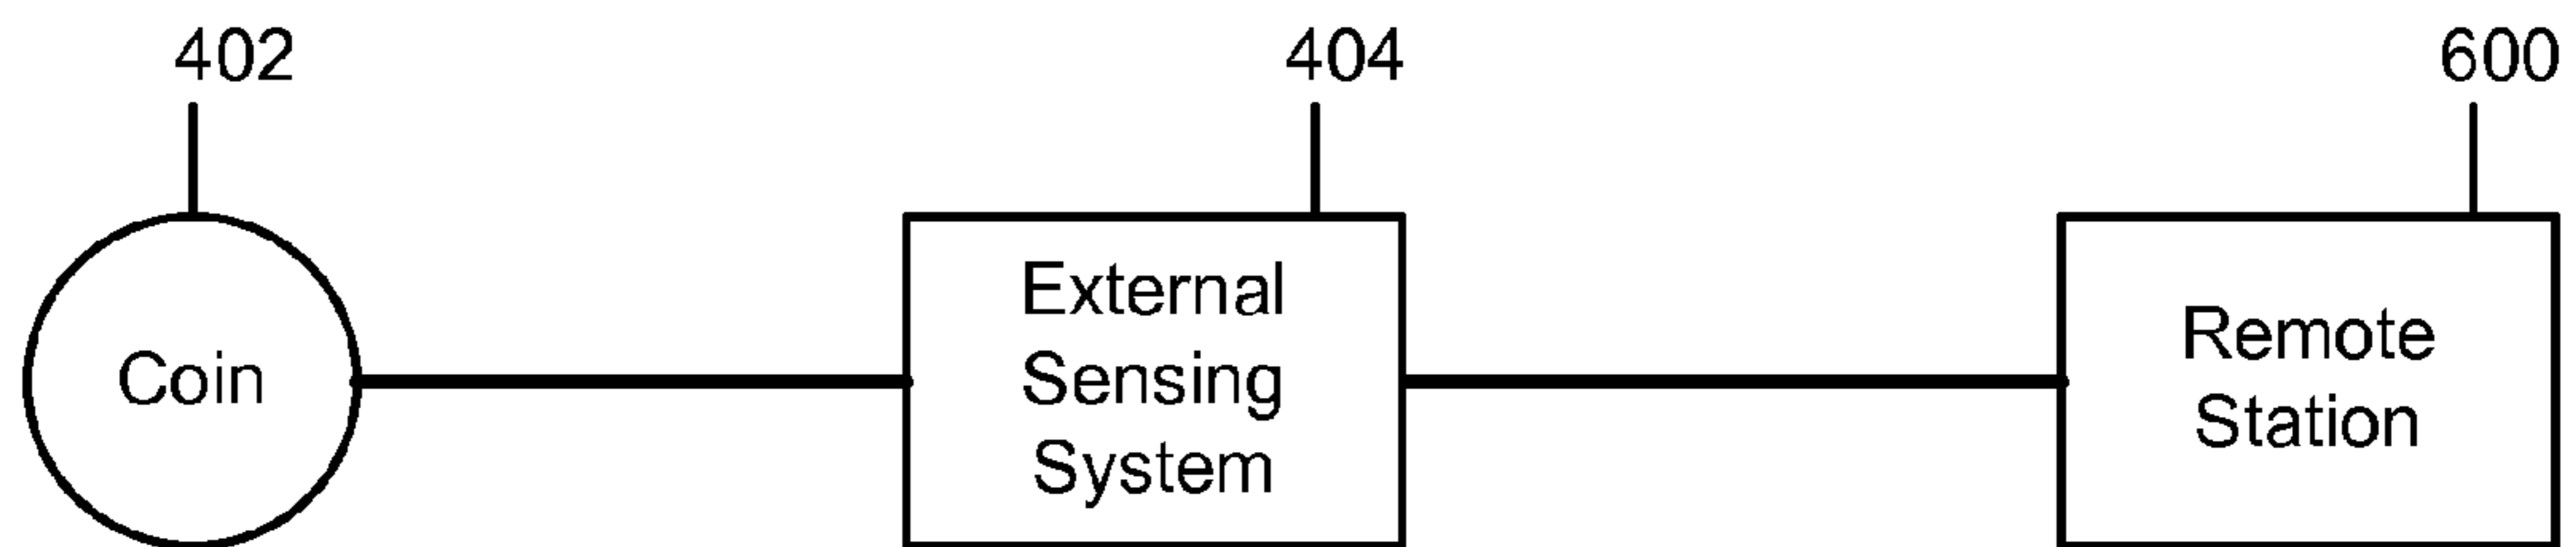 402
404
600
Coin
External
Sensing
System
Remote
Station